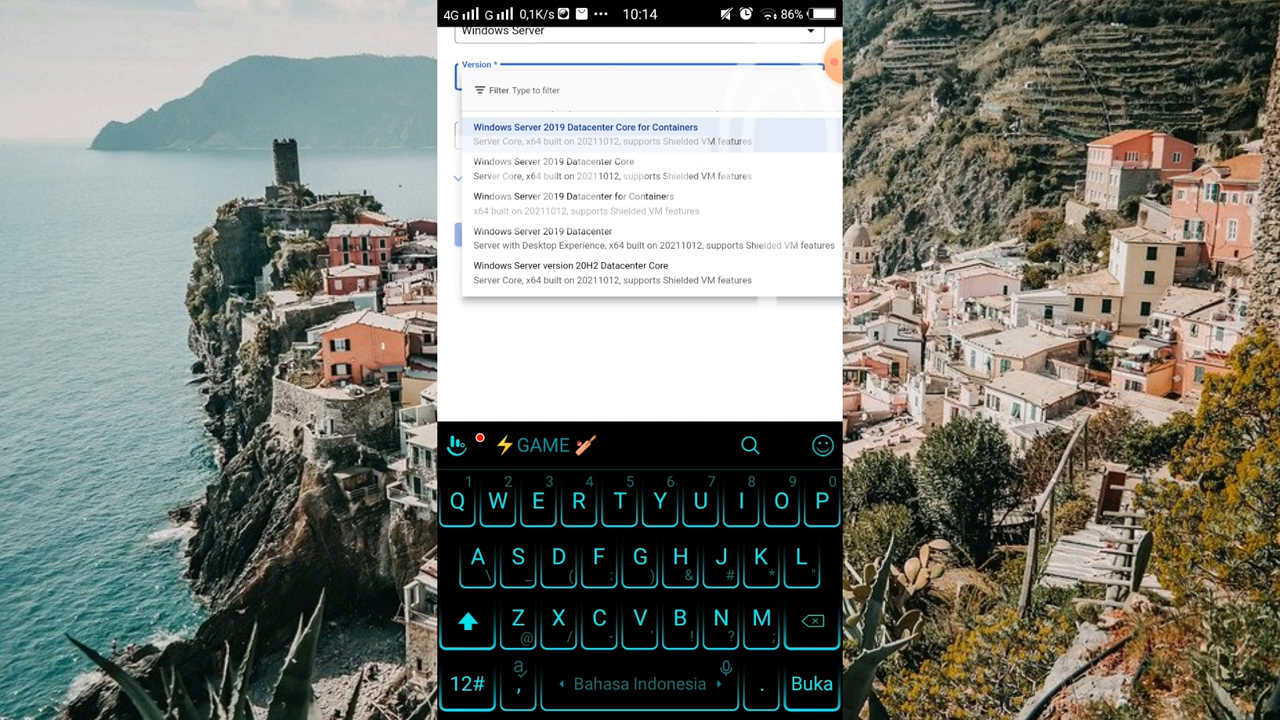 4G G 0,1K/s 10:14 86%
Windows Server
Version *
Filter Type to filter
Windows Server 2019 Datacenter Core for Containers
Server Core, x64 built on 20211012, supports Shielded VM features
Windows Server 2019 Datacenter Core
Server Core, x64 built on 20211012, supports Shielded VM features
Windows Server 2019 Datacenter for Containers
x64 built on 20211012, supports Shielded VM features
Windows Server 2019 Datacenter
Server with Desktop Experience, x64 built on 20211012, supports Shielded VM features
Windows Server version 20H2 Datacenter Core
Server Core, x64 built on 20211012, supports Shielded VM features
⚡ GAME 🏏
1 2 3 4 5 6 7 8 9 0
Q W E R T Y U I O P
A S D F G H J K L
\ _ ( : ) & # * "
Z X C V B N M
@ / - ' ! ? ;
12# , Bahasa Indonesia . Buka